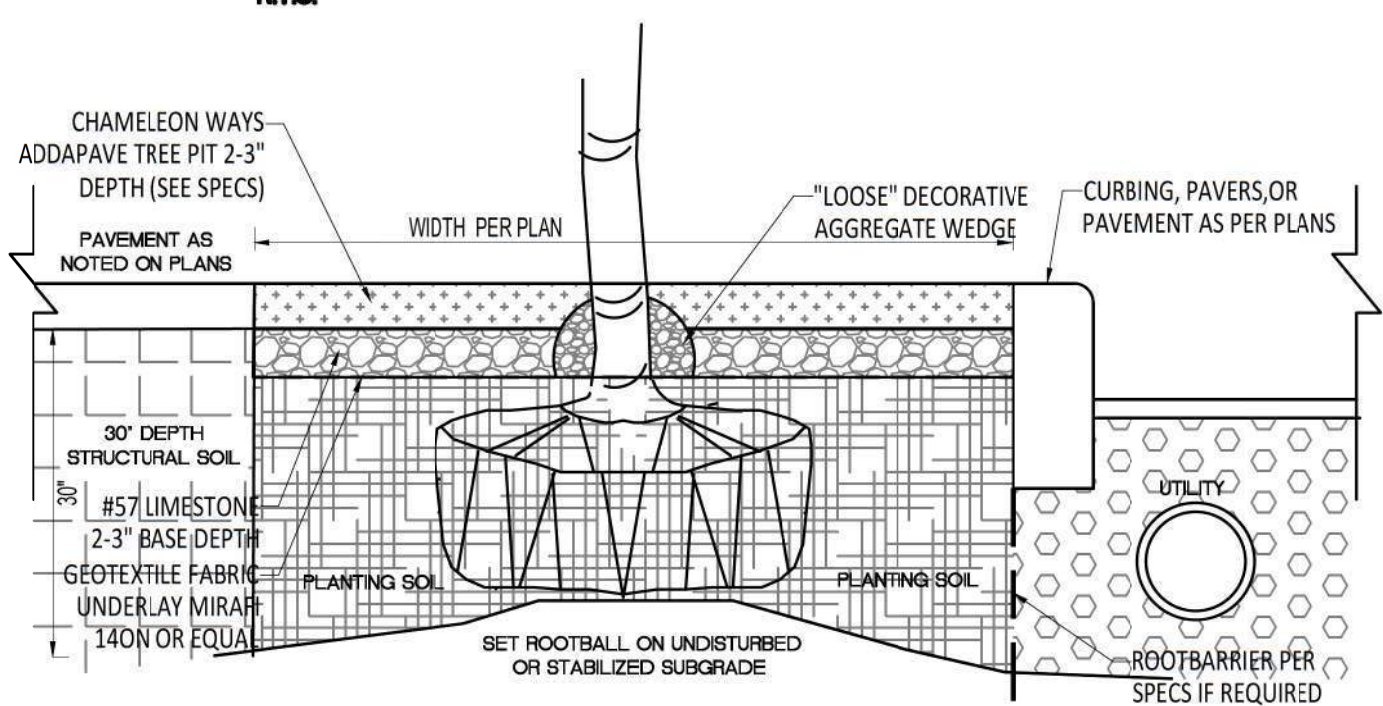 N.T.S.
CHAMELEON WAYS
ADDAPAVE TREE PIT 2-3"
DEPTH (SEE SPECS)
PAVEMENT AS
NOTED ON PLANS
WIDTH PER PLAN
"LOOSE" DECORATIVE
AGGREGATE WEDGE
CURBING, PAVERS,OR
PAVEMENT AS PER PLANS
30" DEPTH
STRUCTURAL SOIL
30"
#57 LIMESTONE
2-3" BASE DEPTH
GEOTEXTILE FABRIC
UNDERLAY MIRAFI
140N OR EQUAL
PLANTING SOIL
PLANTING SOIL
SET ROOTBALL ON UNDISTURBED
OR STABILIZED SUBGRADE
UTILITY
ROOTBARRIER PER
SPECS IF REQUIRED